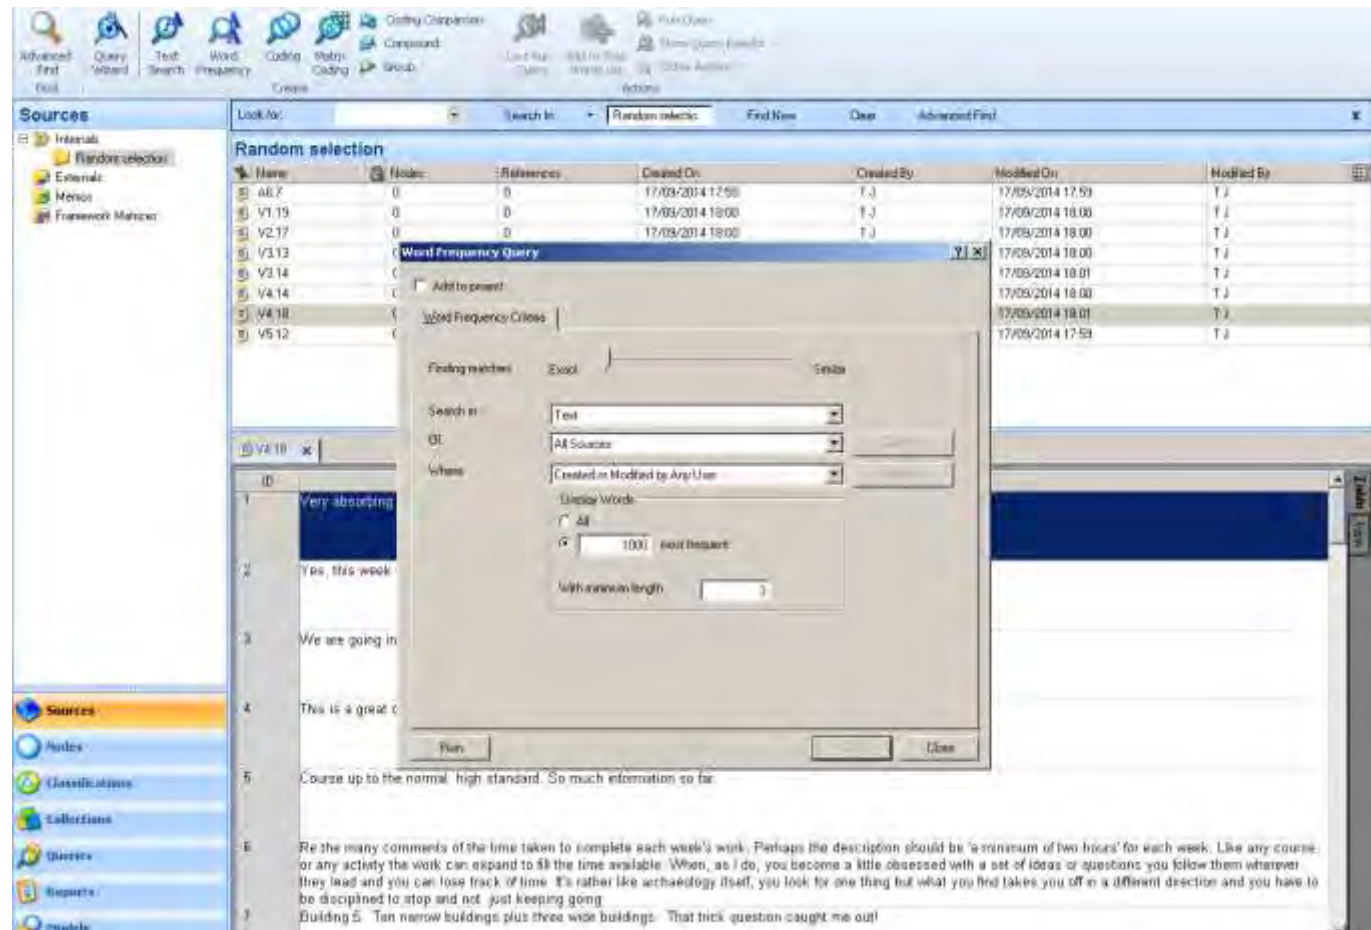 Advanced Find
Query Wizard
Text Search
Word Frequency
Coding
Matrix Coding
Coding Comparison
Compound
Group
Last Run Query
Run Query
Show Query Results
Other Actions
Find
Create
Actions
Sources
Internals
Random selection
Externals
Memos
Framework Matrices
Look for:
Search In
Random selectio
Find Now
Clear
Advanced Find
x
Random selection
Name Nodes References Created On Created By Modified On Modified By
A6.7 0 0 17/09/2014 17:59 T J 17/09/2014 17:59 T J
V1.19 0 0 17/09/2014 18:00 T J 17/09/2014 18:00 T J
V2.17 0 0 17/09/2014 18:00 T J 17/09/2014 18:00 T J
V3.13 17/09/2014 18:00 T J
V3.14 17/09/2014 18:01 T J
V4.14 17/09/2014 18:00 T J
V4.18 17/09/2014 18:01 T J
V5.12 17/09/2014 17:59 T J
Word Frequency Query
Add to project
Word Frequency Criteria
Finding matches Exact Similar
Search in Text
Of All Sources
Where Created or Modified by Any User
Display Words
All
1000 most frequent
With minimum length 3
Run
Close
V4.18 x
ID
1 Very absorbing
2 Yes, this week
3 We are going in
4 This is a great c
5 Course up to the normal high standard. So much information so far.
6 Re the many comments of the time taken to complete each week's work. Perhaps the description should be 'a minimum of two hours' for each week. Like any course
or any activity the work can expand to fill the time available. When, as I do, you become a little obsessed with a set of ideas or questions you follow them wherever
they lead and you can lose track of time. It's rather like archaeology itself, you look for one thing but what you find takes you off in a different direction and you have to
be disciplined to stop and not just keeping going
7 Building 5. Ten narrow buildings plus three wide buildings. That trick question caught me out!
Sources
Nodes
Classifications
Collections
Queries
Reports
Models